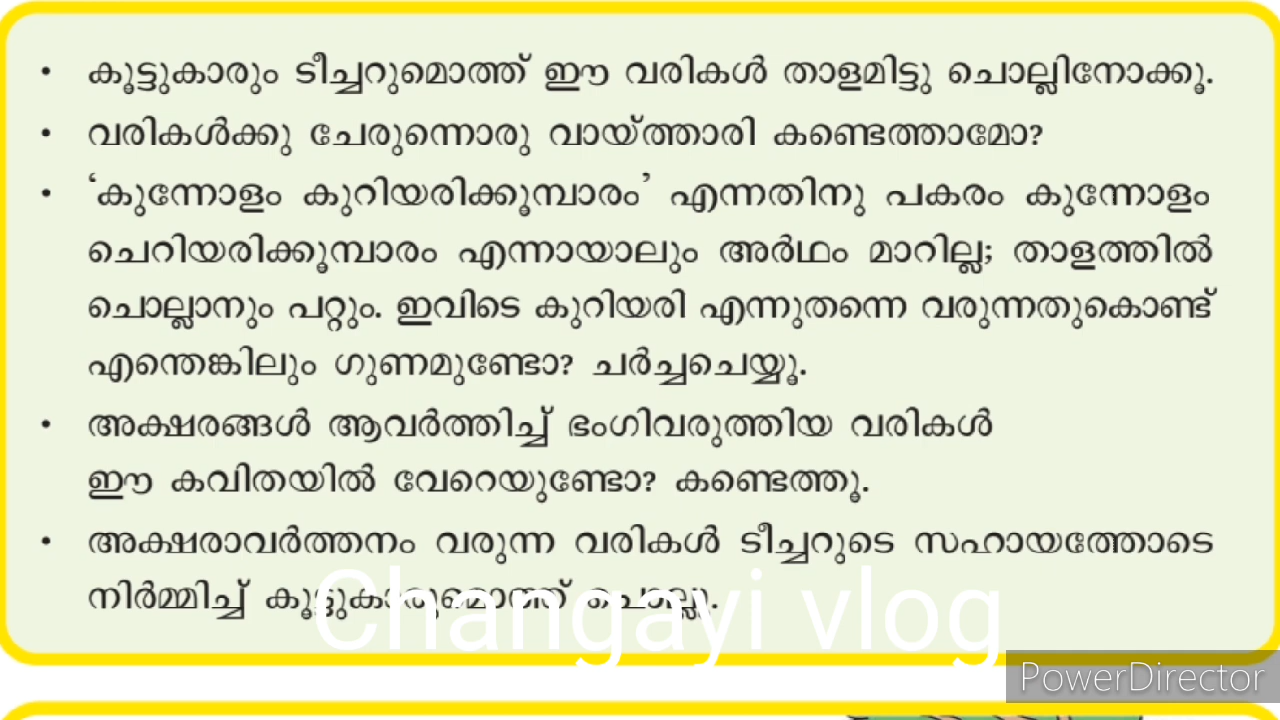 • കൂട്ടുകാരും ടീച്ചറുമൊത്ത് ഈ വരികൾ താളമിട്ടു ചൊല്ലിനോക്കൂ.
• വരികൾക്കു ചേരുന്നൊരു വായ്ത്താരി കണ്ടെത്താമോ?
• ‘കുന്നോളം കുറിയരിക്കൂമ്പാരം’ എന്നതിനു പകരം കുന്നോളം
ചെറിയരിക്കൂമ്പാരം എന്നായാലും അർഥം മാറില്ല; താളത്തിൽ
ചൊല്ലാനും പറ്റും. ഇവിടെ കുറിയരി എന്നുതന്നെ വരുന്നതുകൊണ്ട്
എന്തെങ്കിലും ഗുണമുണ്ടോ? ചർച്ചചെയ്യൂ.
• അക്ഷരങ്ങൾ ആവർത്തിച്ച് ഭംഗിവരുത്തിയ വരികൾ
ഈ കവിതയിൽ വേറെയുണ്ടോ? കണ്ടെത്തൂ.
• അക്ഷരാവർത്തനം വരുന്ന വരികൾ ടീച്ചറുടെ സഹായത്തോടെ
നിർമ്മിച്ച് കൂട്ടുകാരുമൊത്ത് ചൊല്ലൂ.
Changayi vlog
PowerDirector